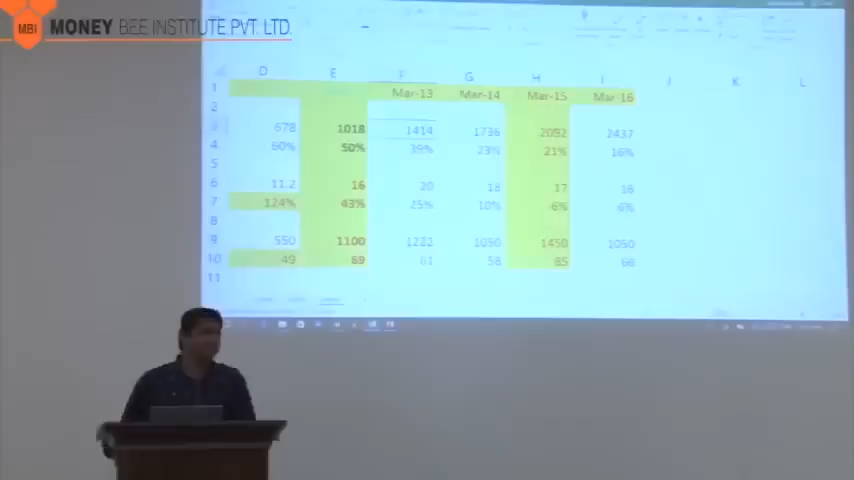 MBI MONEY BEE INSTITUTE PVT. LTD.
D E F G H I J K L
1 Mar-13 Mar-14 Mar-15 Mar-16
2
3 678 1018 1414 1736 2092 2437
4 60% 50% 39% 23% 21% 16%
5
6 11.2 16 20 18 17 18
7 124% 43% 25% 10% 6% 6%
8
9 550 1100 1222 1050 1450 1050
10 49 69 61 58 85 68
11